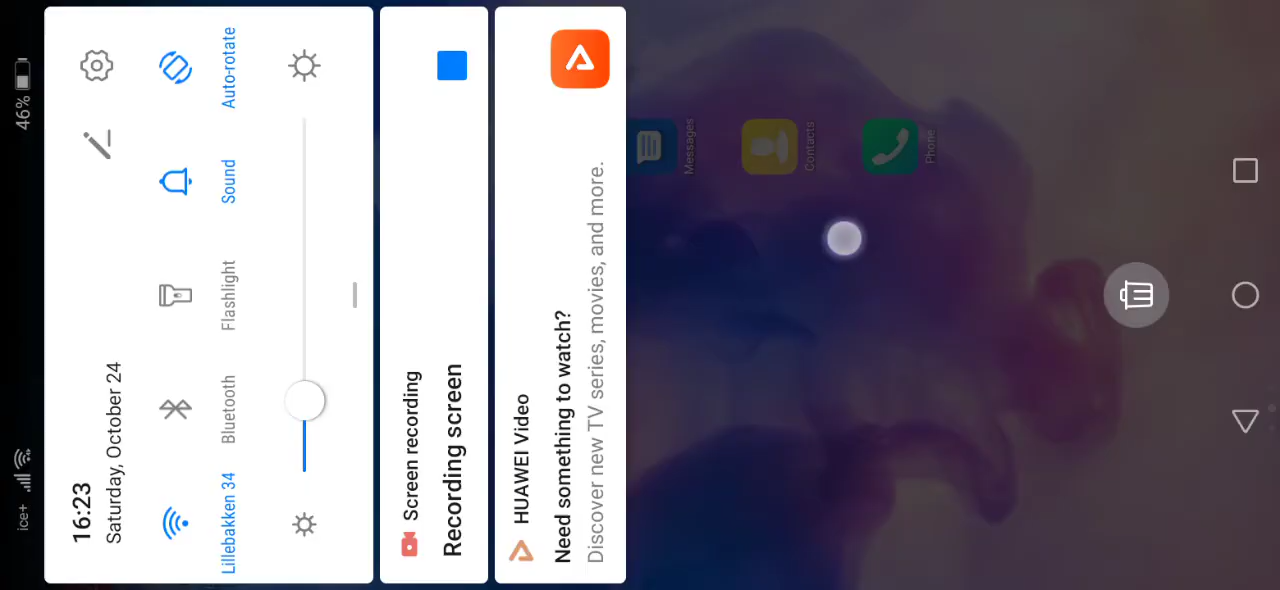 ice+
46%
16:23
Saturday, October 24
Lillebakken 34
Bluetooth
Flashlight
Sound
Auto-rotate
Screen recording
Recording screen
HUAWEI Video
Need something to watch?
Discover new TV series, movies, and more.
Messages
Contacts
Phone